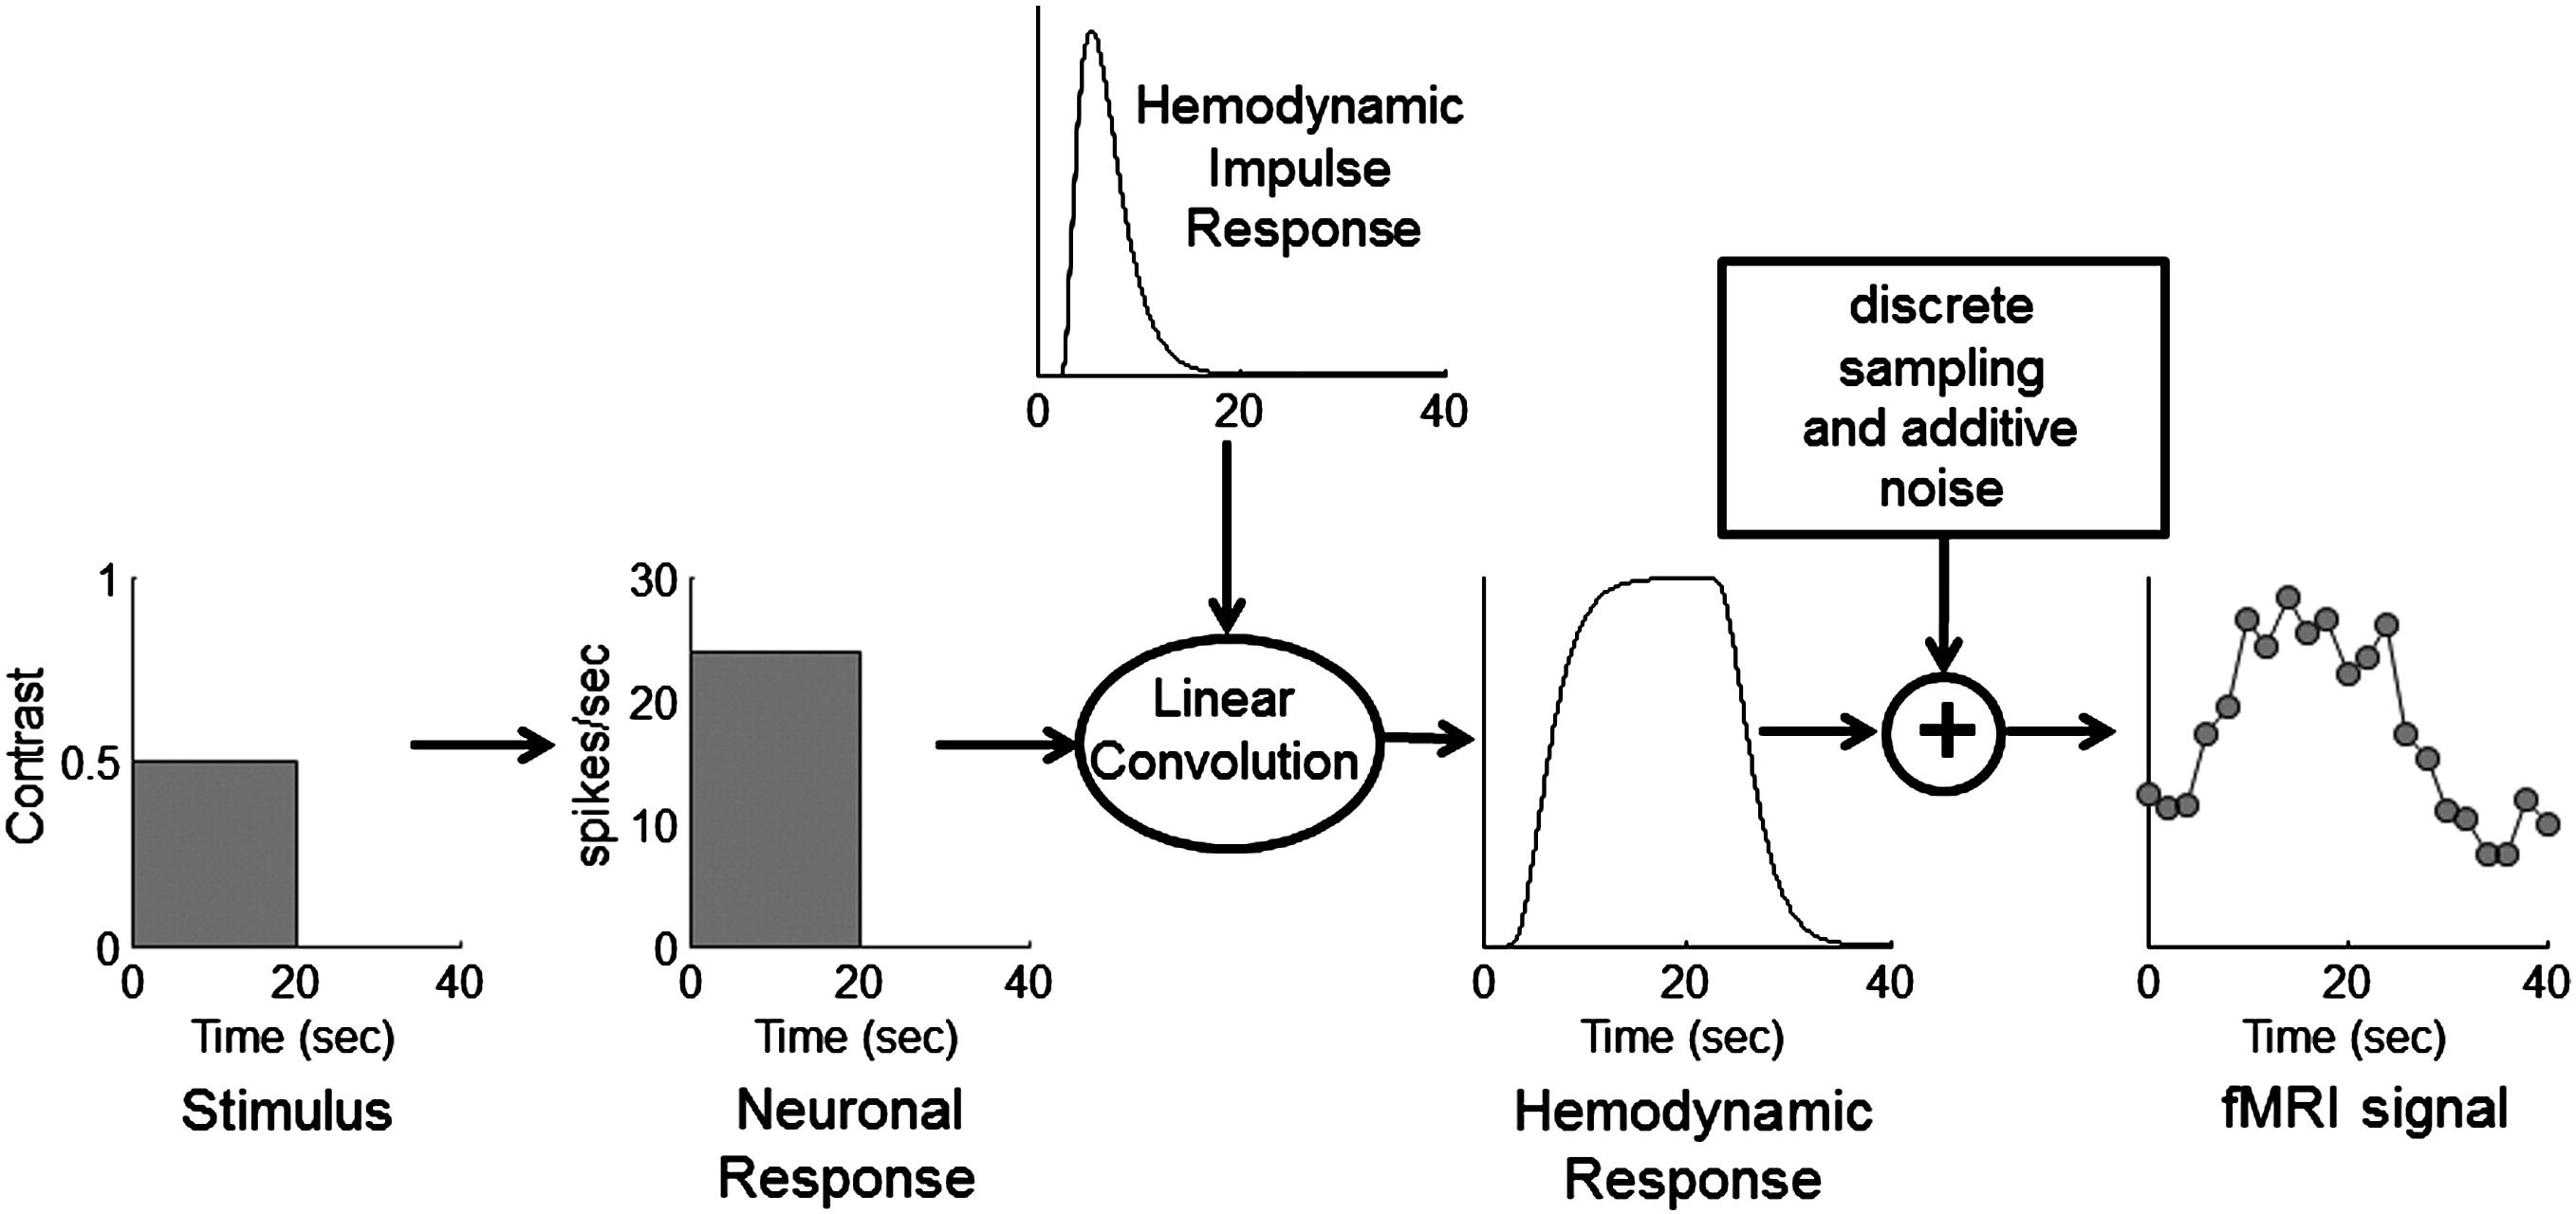 Hemodynamic
Impulse
Response
0 20 40
discrete
sampling
and additive
noise
1
0.5
0
Contrast
0 20 40
Time (sec)
Stimulus
30
20
10
0
spikes/sec
0 20 40
Time (sec)
Neuronal
Response
Linear
Convolution
0 20 40
Time (sec)
Hemodynamic
Response
+
0 20 40
Time (sec)
fMRI signal